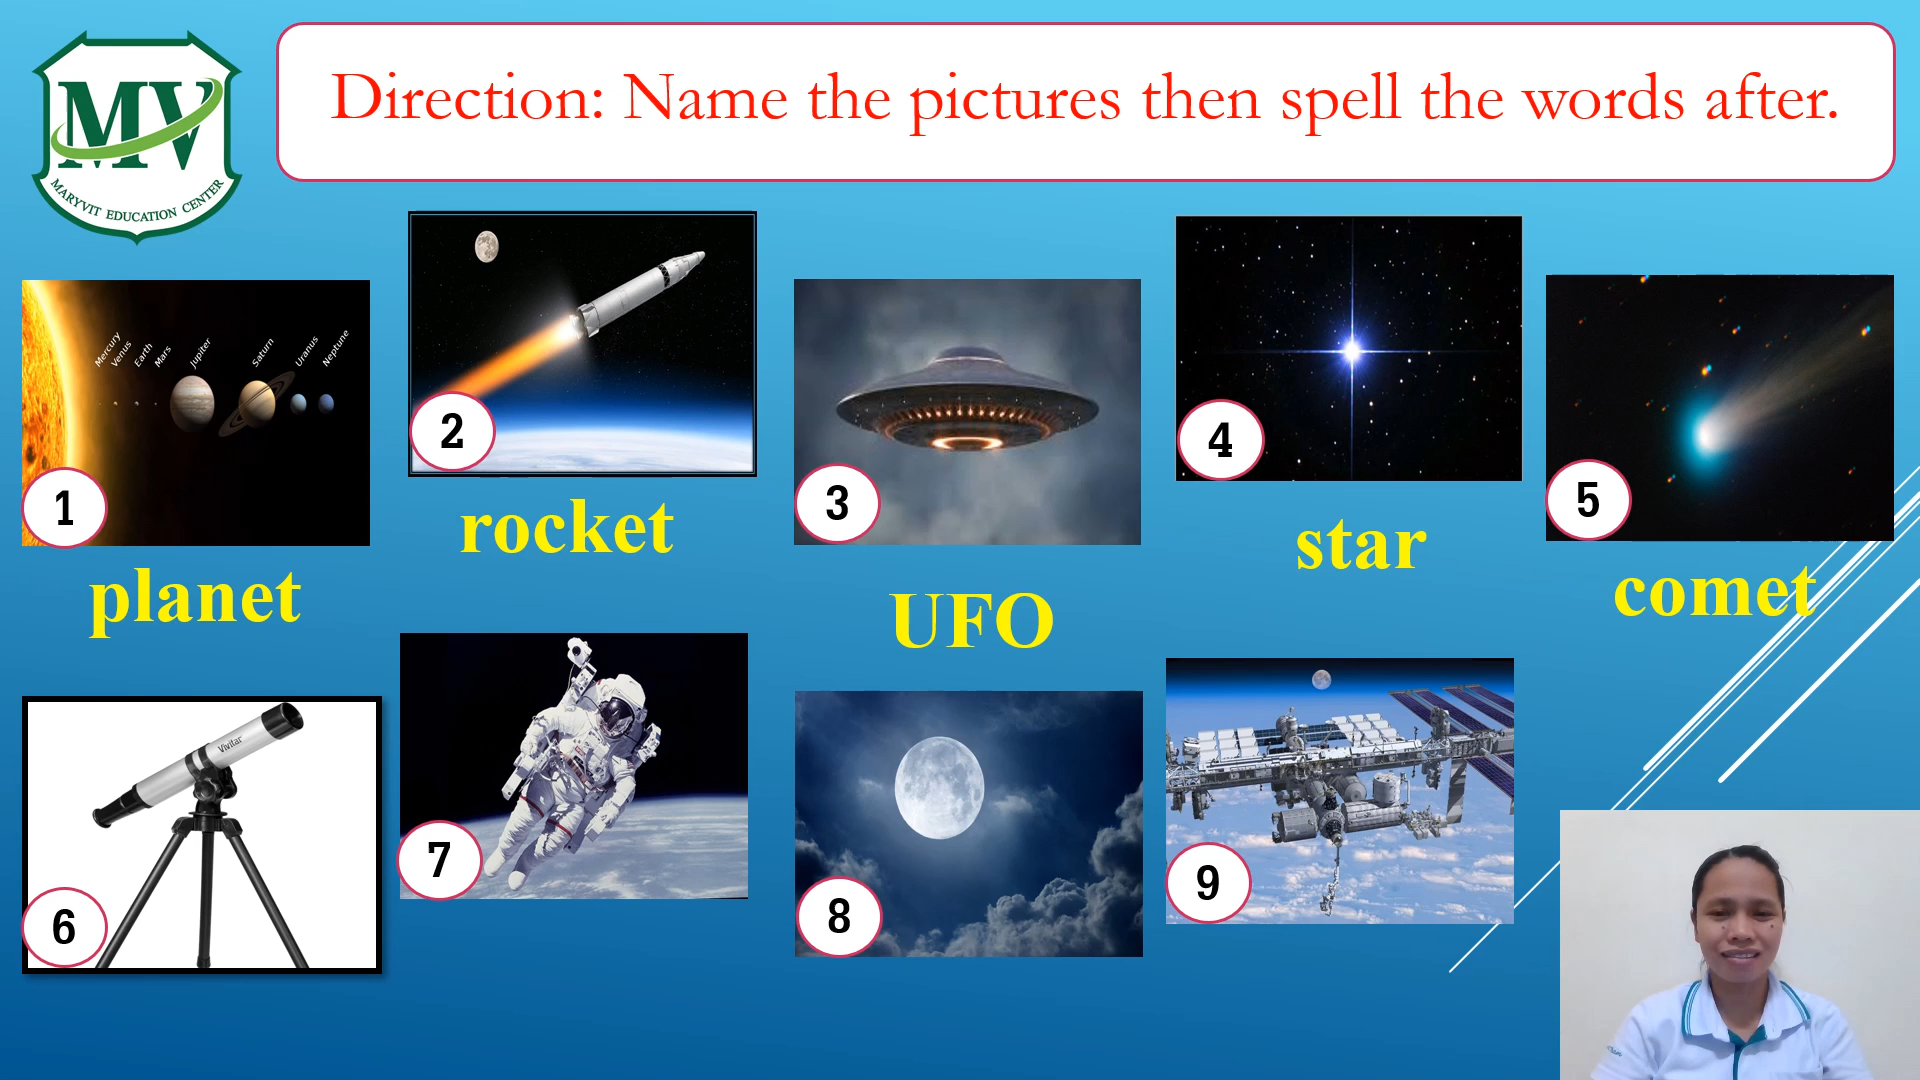 MV
MARYVIT EDUCATION CENTER
Direction: Name the pictures then spell the words after.
Mercury
Venus
Earth
Mars
Jupiter
Saturn
Uranus
Neptune
1
planet
2
rocket
3
UFO
4
star
5
comet
Vivitar
6
7
8
9